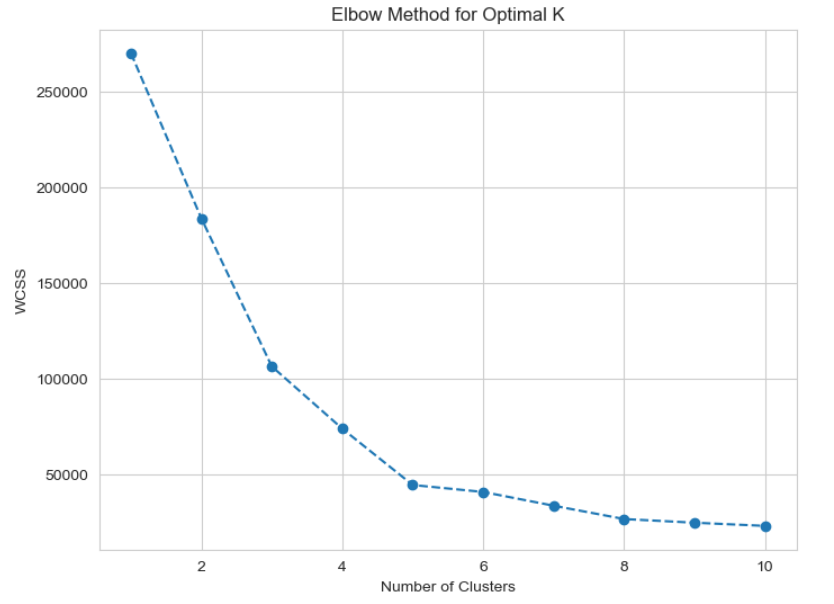 Elbow Method for Optimal K
250000
200000
150000
100000
50000
WCSS
2 4 6 8 10
Number of Clusters